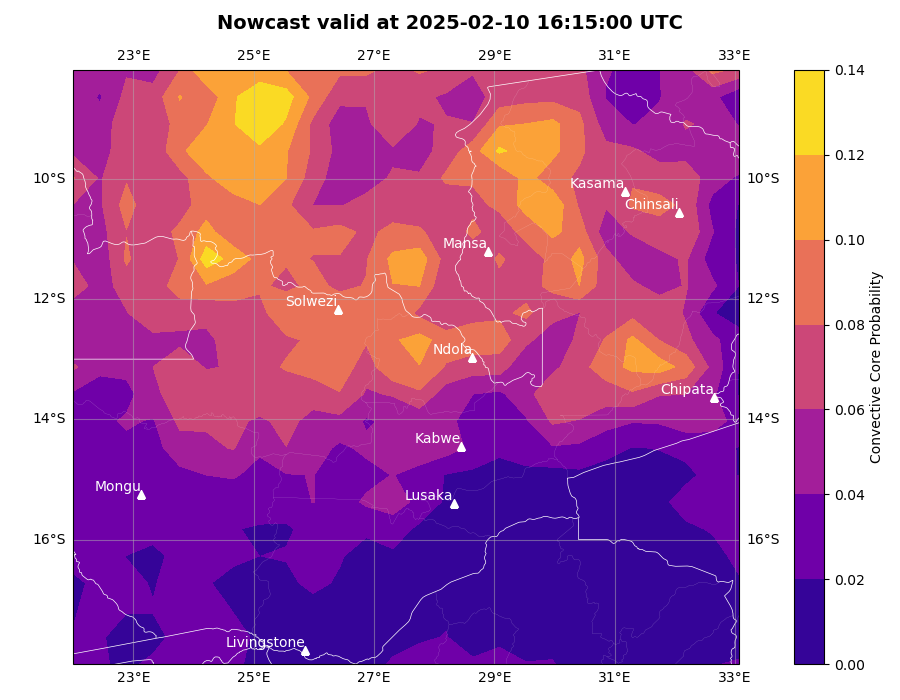 Nowcast valid at 2025-02-10 16:15:00 UTC
23°E 25°E 27°E 29°E 31°E 33°E
0.14
0.12
10°S 10°S
Kasama
Chinsali
0.10
Mansa
12°S 12°S
Solwezi
0.08
Ndola
Chipata
0.06
14°S 14°S
Kabwe
Mongu
Lusaka
0.04
16°S 16°S
0.02
Livingstone
0.00
Convective Core Probability
23°E 25°E 27°E 29°E 31°E 33°E